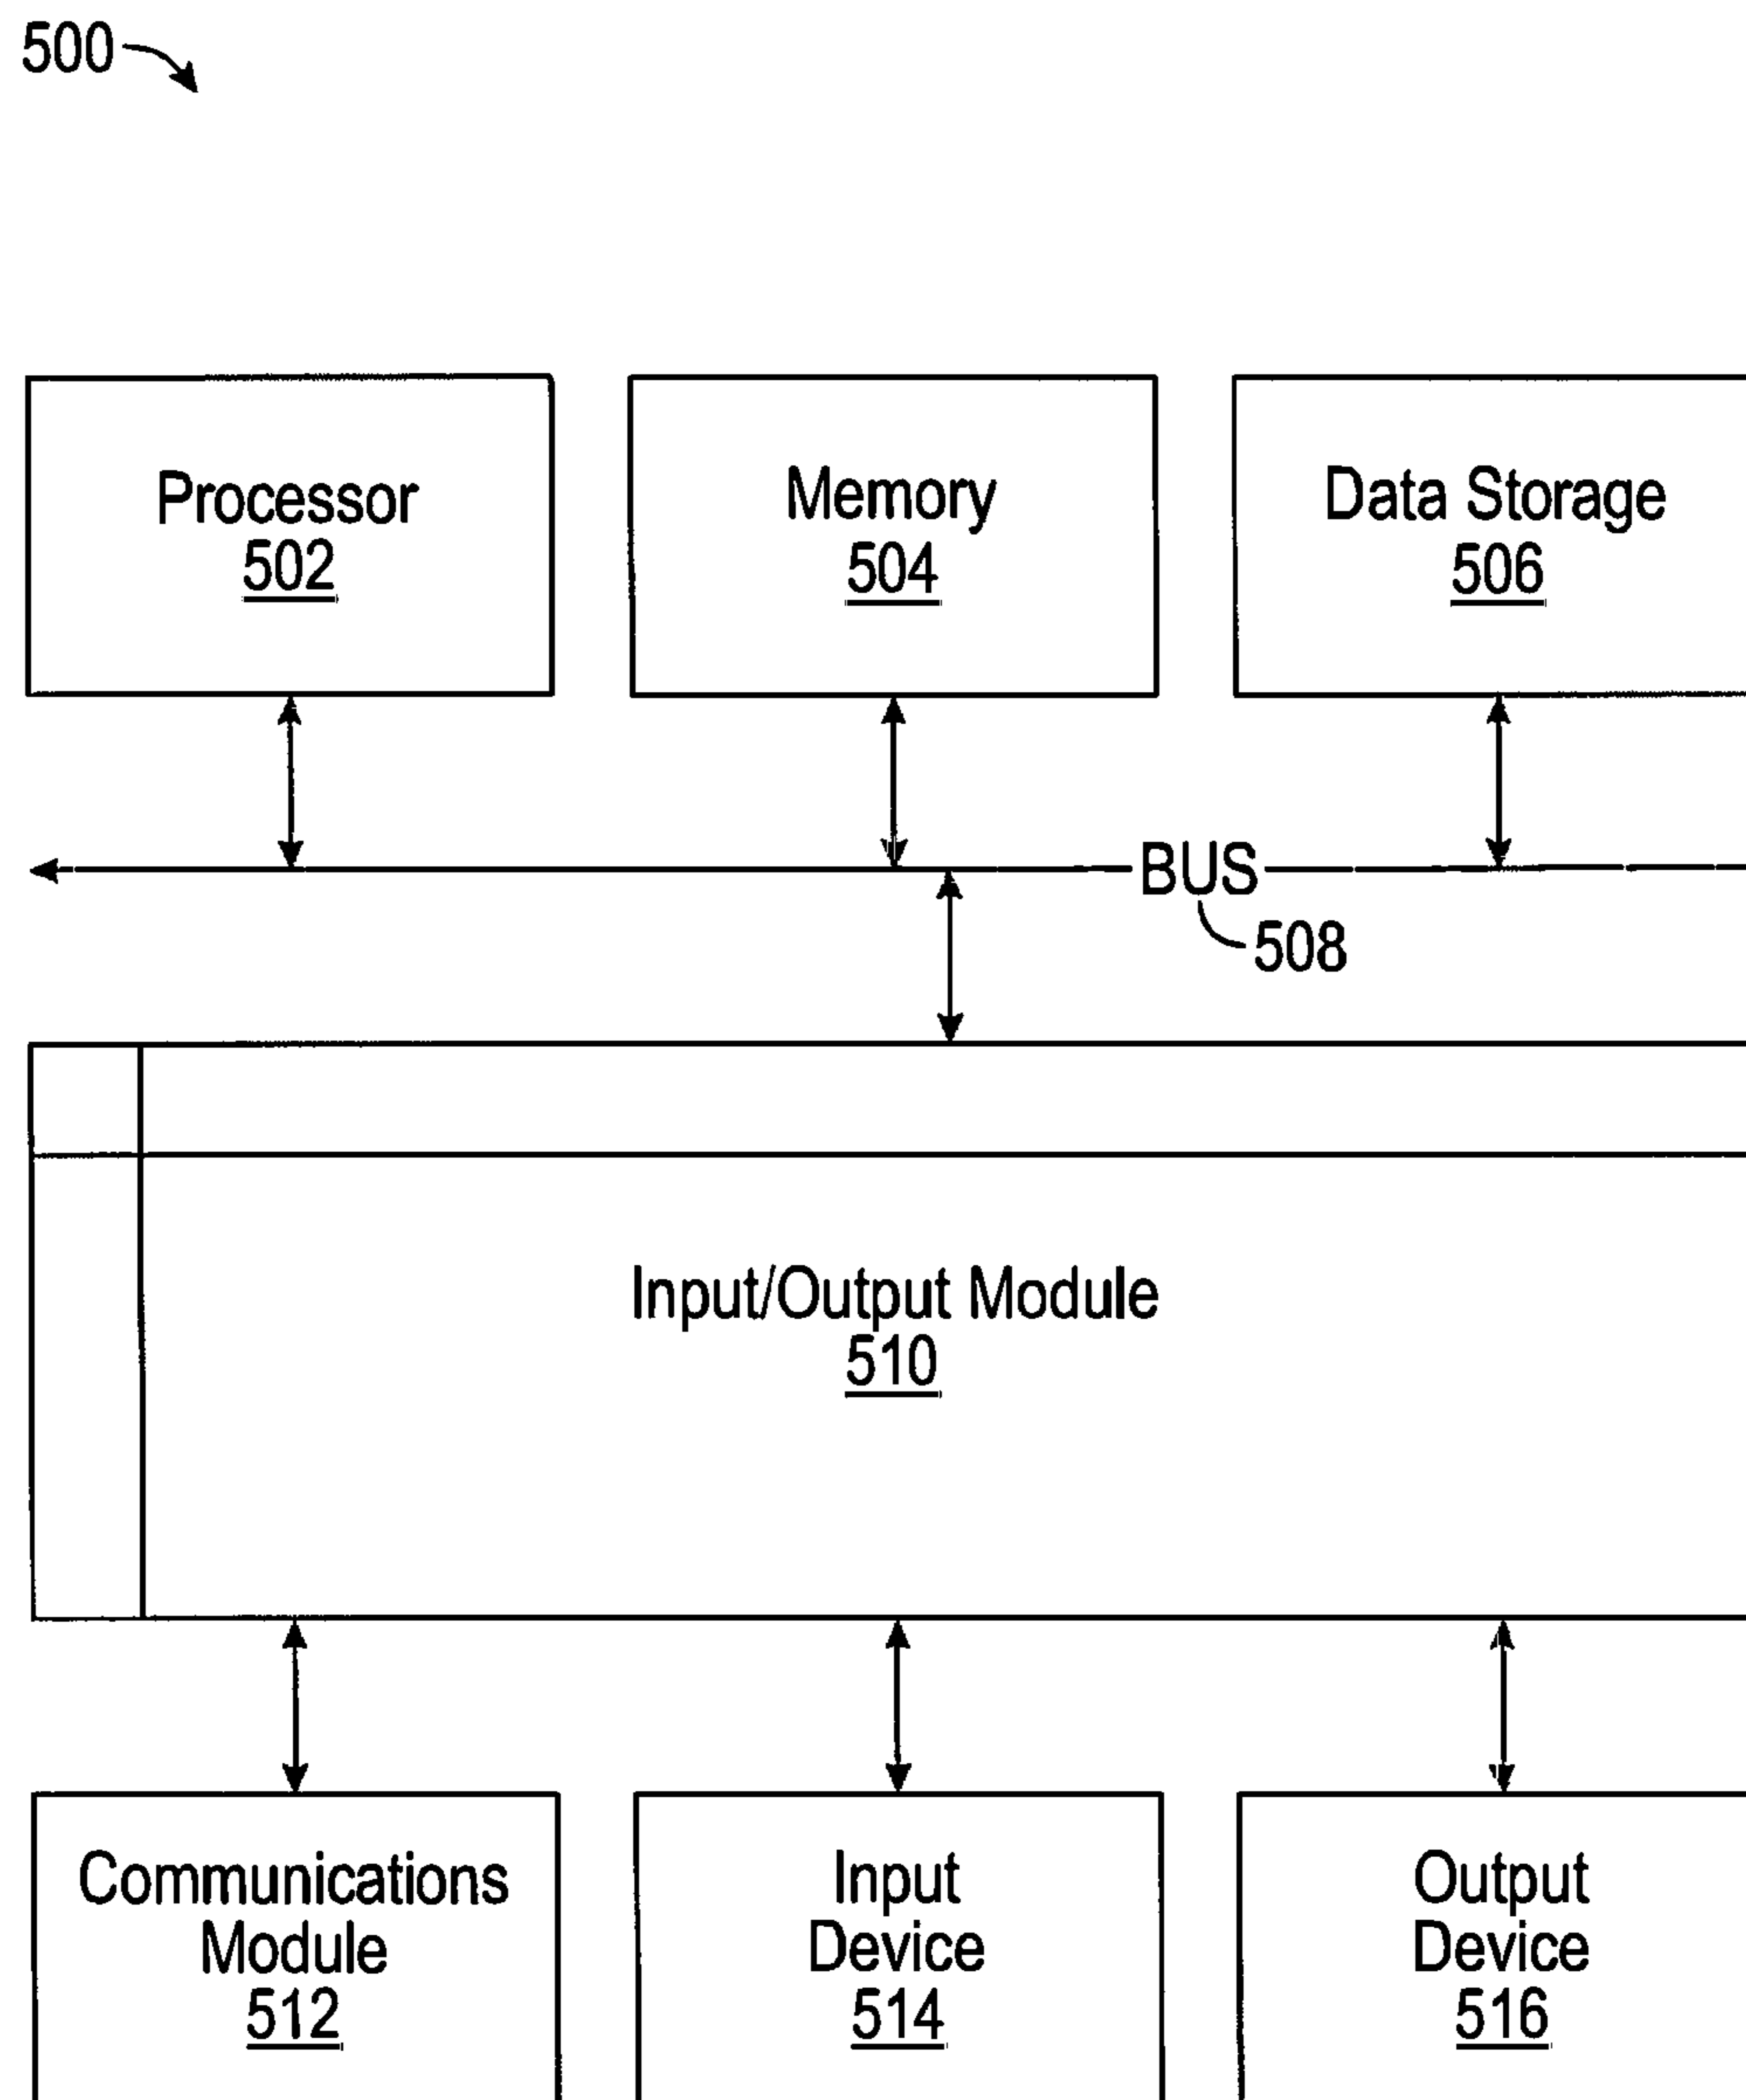 500
Processor
502
Memory
504
Data Storage
506
BUS
508
Input/Output Module
510
Communications
Module
512
Input
Device
514
Output
Device
516